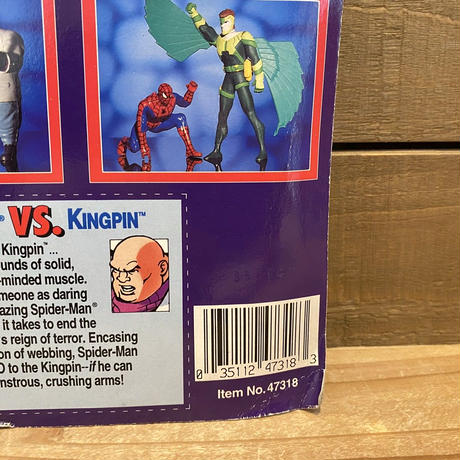 ® VS. KINGPIN™
Kingpin™...
unds of solid,
-minded muscle.
meone as daring
azing Spider-Man®
it takes to end the
s reign of terror. Encasing
on of webbing, Spider-Man
O to the Kingpin--if he can
nstrous, crushing arms!
0 35112 47318 3
Item No. 47318